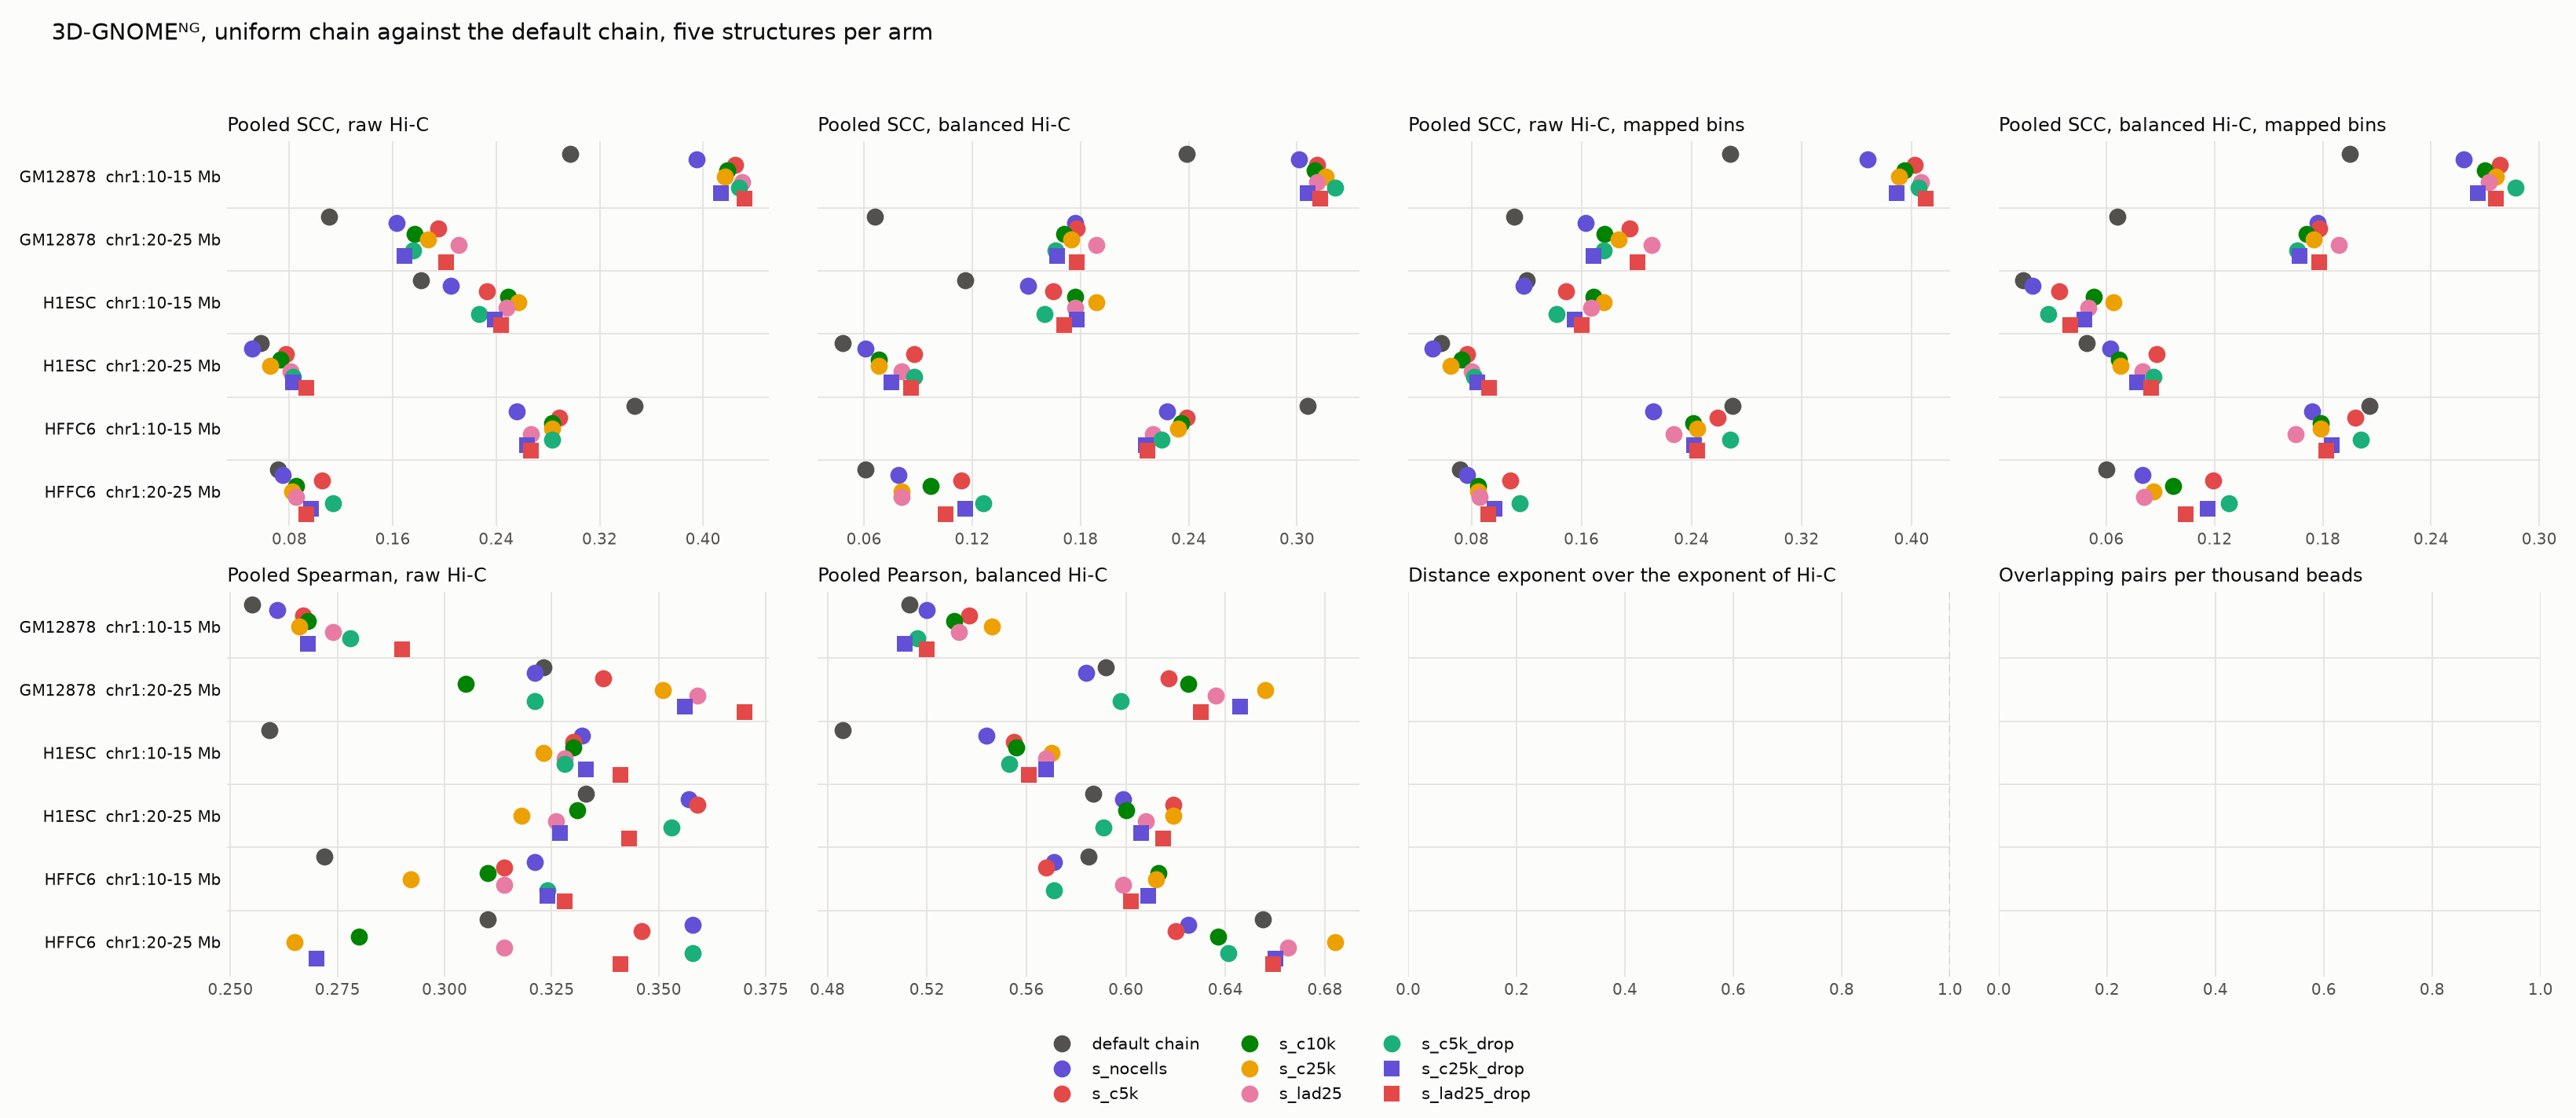 3D-GNOMEᴺᴳ, uniform chain against the default chain, five structures per arm
Pooled SCC, raw Hi-C
GM12878 chr1:10-15 Mb
GM12878 chr1:20-25 Mb
H1ESC chr1:10-15 Mb
H1ESC chr1:20-25 Mb
HFFC6 chr1:10-15 Mb
HFFC6 chr1:20-25 Mb
0.08 0.16 0.24 0.32 0.40
Pooled SCC, balanced Hi-C
0.06 0.12 0.18 0.24 0.30
Pooled SCC, raw Hi-C, mapped bins
0.08 0.16 0.24 0.32 0.40
Pooled SCC, balanced Hi-C, mapped bins
0.06 0.12 0.18 0.24 0.30
Pooled Spearman, raw Hi-C
GM12878 chr1:10-15 Mb
GM12878 chr1:20-25 Mb
H1ESC chr1:10-15 Mb
H1ESC chr1:20-25 Mb
HFFC6 chr1:10-15 Mb
HFFC6 chr1:20-25 Mb
0.250 0.275 0.300 0.325 0.350 0.375
Pooled Pearson, balanced Hi-C
0.48 0.52 0.56 0.60 0.64 0.68
Distance exponent over the exponent of Hi-C
0.0 0.2 0.4 0.6 0.8 1.0
Overlapping pairs per thousand beads
0.0 0.2 0.4 0.6 0.8 1.0
default chain
s_nocells
s_c5k
s_c10k
s_c25k
s_lad25
s_c5k_drop
s_c25k_drop
s_lad25_drop